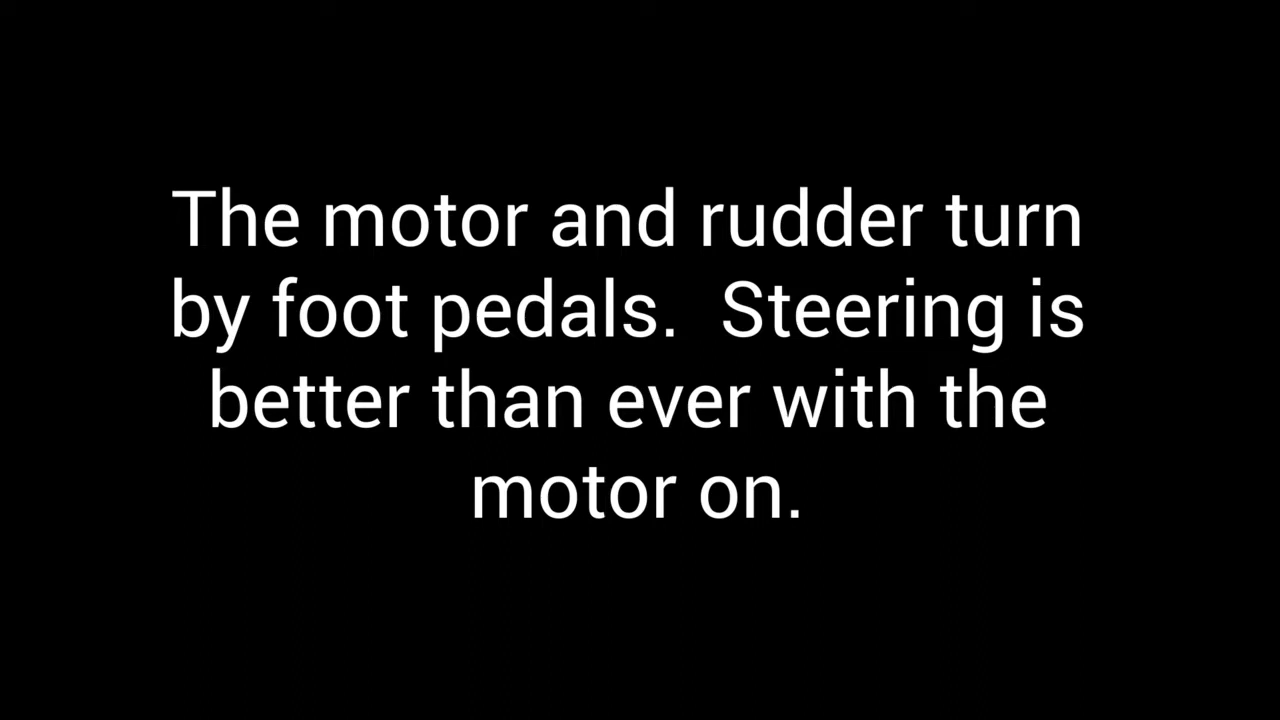 The motor and rudder turn
by foot pedals.  Steering is
better than ever with the
motor on.